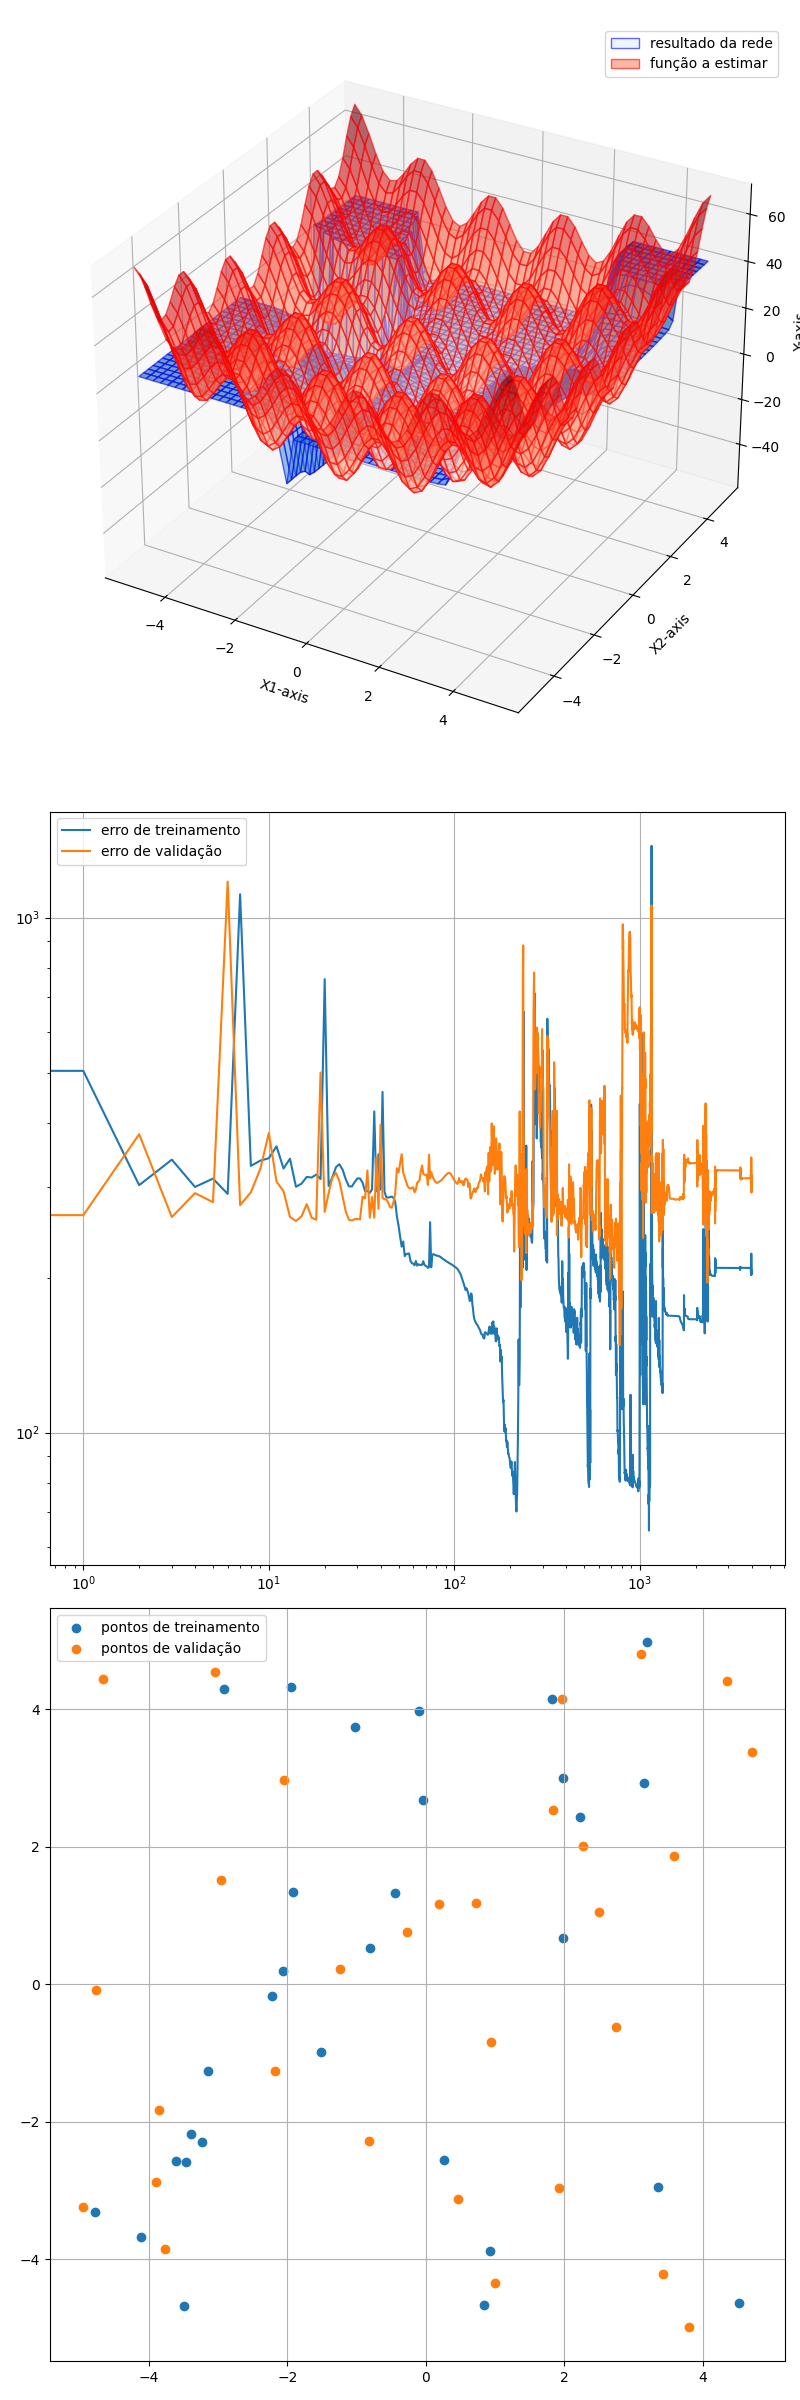 resultado da rede
função a estimar
60
40
20
0
−20
−40
Y-axis
4
2
0
−2
−4
X2-axis
−4
−2
0
2
4
X1-axis
erro de treinamento
erro de validação
10³
10²
10⁰ 10¹ 10² 10³
pontos de treinamento
pontos de validação
4
2
0
−2
−4
−4 −2 0 2 4